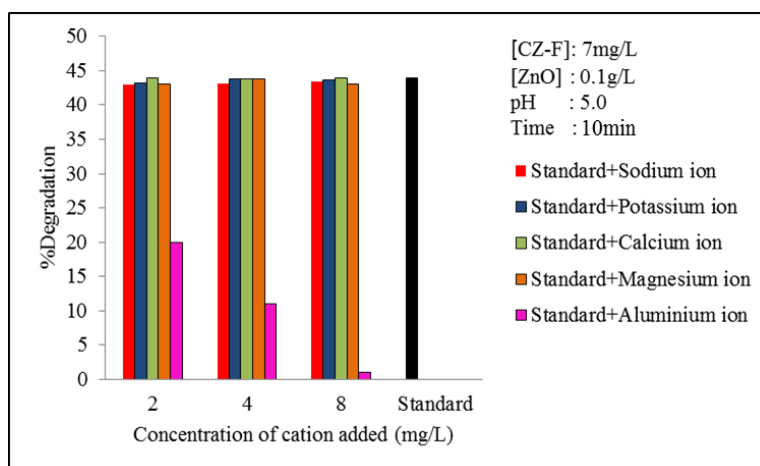 50
45
40
35
30
25
20
15
10
5
0
%Degradation
2 4 8 Standard
Concentration of cation added (mg/L)
[CZ-F]: 7mg/L
[ZnO] : 0.1g/L
pH : 5.0
Time : 10min
Standard+Sodium ion
Standard+Potassium ion
Standard+Calcium ion
Standard+Magnesium ion
Standard+Aluminium ion